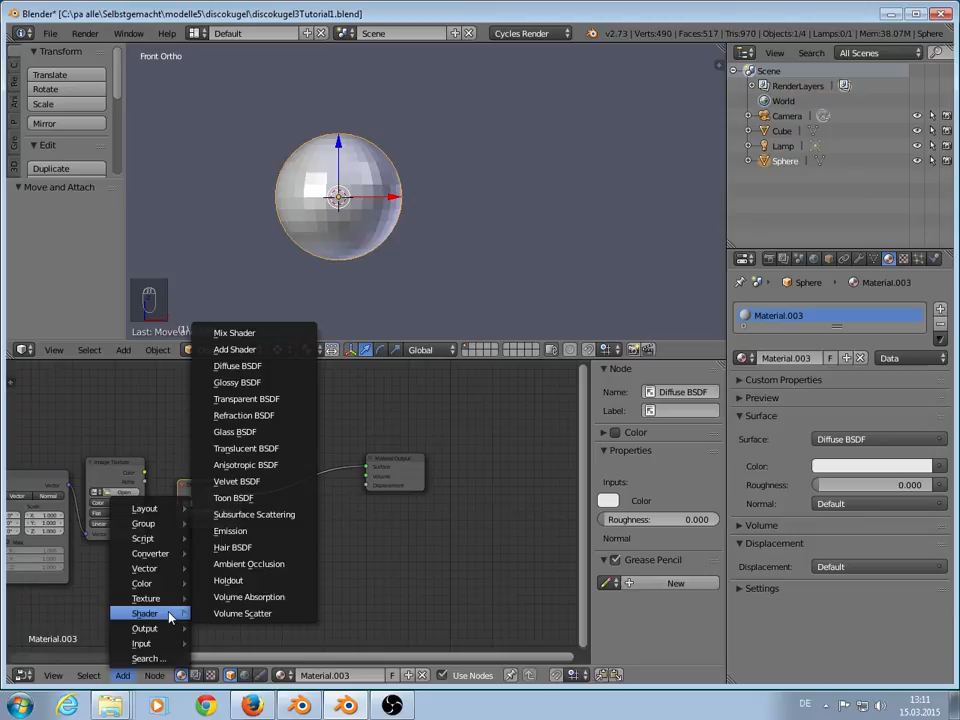 Blender* [C:\pa alle\Selbstgemacht\modelle5\discokugel\discokugel3Tutorial1.blend]
File Render Window Help Default Scene Cycles Render v2.73 | Verts:490 | Faces:517 | Tris:970 | Objects:1/4 | Lamps:0/1 | Mem:38.07M | Sphere
Transform
Translate
Rotate
Scale
Mirror
Edit
Duplicate
Move and Attach
Front Ortho
Last: Move
(1)
View Search All Scenes
Scene
RenderLayers
World
Camera
Cube
Lamp
Sphere
View Select Add Object Global
Sphere Material.003
Material.003
Material.003 F Data
Custom Properties
Preview
Surface
Surface: Diffuse BSDF
Color:
Roughness: 0.000
Normal: Default
Volume
Displacement
Displacement: Default
Settings
Mix Shader
Add Shader
Diffuse BSDF
Glossy BSDF
Transparent BSDF
Refraction BSDF
Glass BSDF
Translucent BSDF
Anisotropic BSDF
Velvet BSDF
Toon BSDF
Subsurface Scattering
Emission
Hair BSDF
Ambient Occlusion
Holdout
Volume Absorption
Volume Scatter
Layout
Group
Script
Converter
Vector
Color
Texture
Shader
Output
Input
Search ...
Vector
Vector Normal
Scale:
Image Texture
Color
Alpha
Open
Color
Flat
Linear
Vector
Material Output
Surface
Volume
Displacement
Material.003
Node
Name: Diffuse BSDF
Label:
Color
Properties
Inputs:
Color
Roughness: 0.000
Normal
Grease Pencil
New
View Select Add Node Material.003 F Use Nodes
DE 13:11
15.03.2015